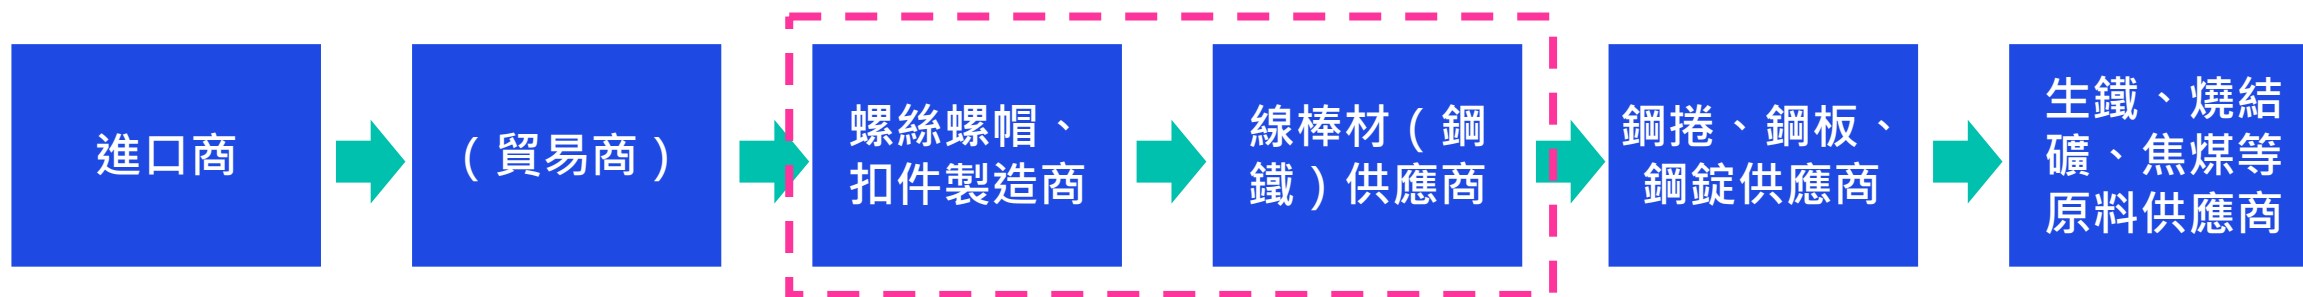 進口商
（貿易商）
螺絲螺帽、
扣件製造商
線棒材（鋼
鐵）供應商
鋼捲、鋼板、
鋼錠供應商
生鐵、燒結
礦、焦煤等
原料供應商